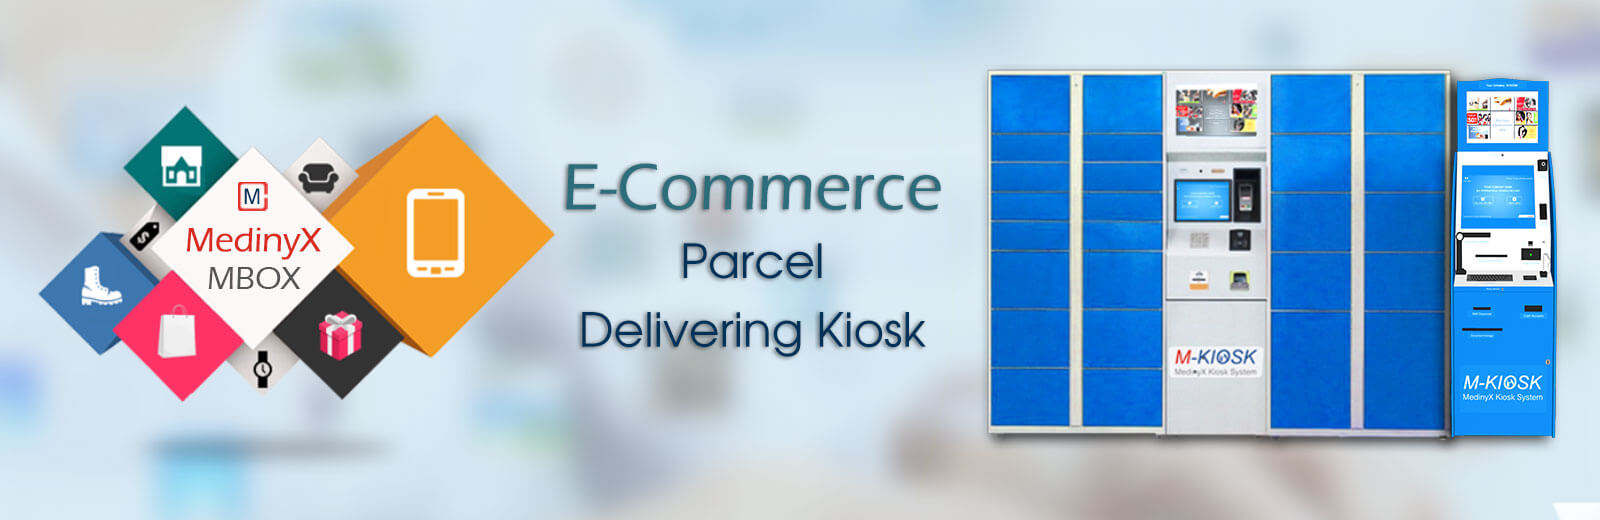 M
MedinyX
MBOX
$
E-Commerce
Parcel
Delivering Kiosk
M-KIOSK
MedinyX Kiosk System
M-KIOSK
MedinyX Kiosk System